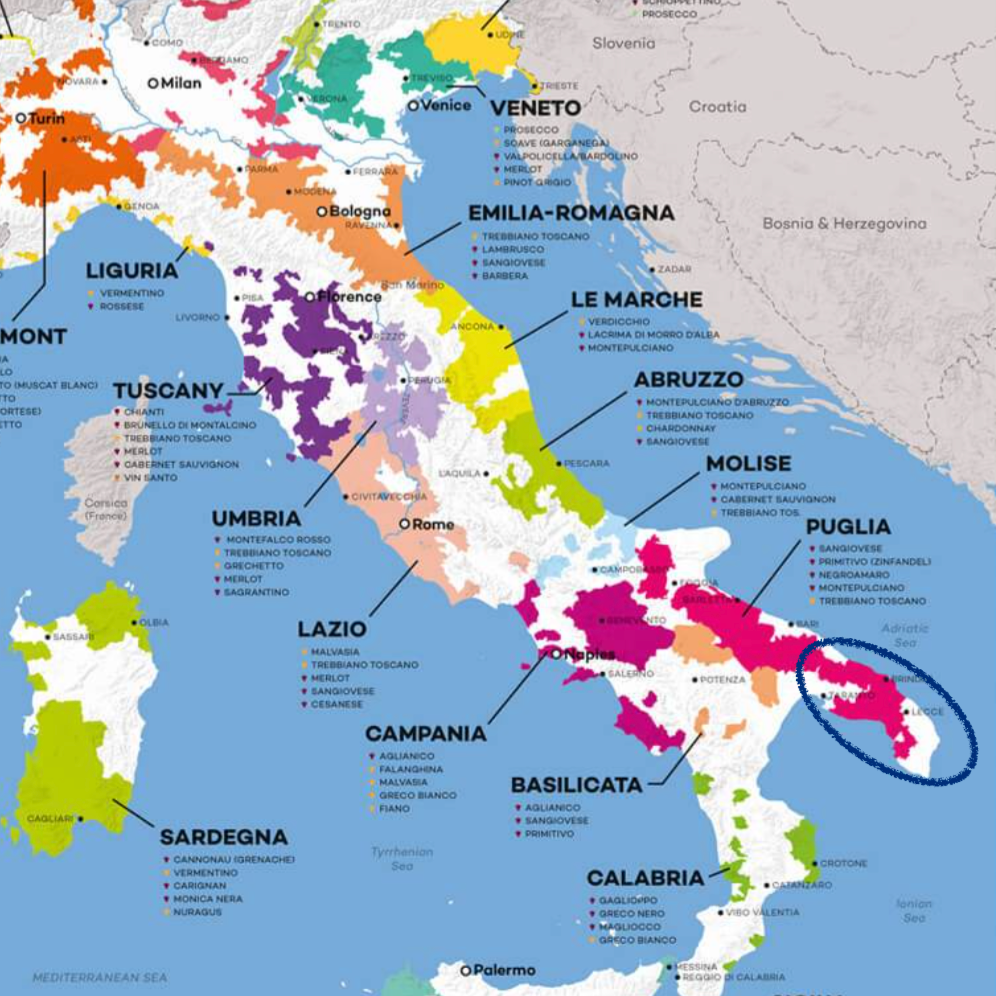 SCHIOPPETTINO
PROSECCO
TRENTO
UDINE
Slovenia
COMO
BERGAMO
NOVARA
Milan
TREVISO
TRIESTE
VERONA
Venice
VENETO
Croatia
PROSECCO
SOAVE (GARGANEGA)
VALPOLICELLA/BARDOLINO
MERLOT
PINOT GRIGIO
Turin
ASTI
PARMA
FERRARA
MODENA
GENOA
Bologna
RAVENNA
EMILIA-ROMAGNA
TREBBIANO TOSCANO
LAMBRUSCO
SANGIOVESE
BARBERA
Bosnia & Herzegovina
ZADAR
LIGURIA
VERMENTINO
ROSSESE
PISA
Florence
San Marino
LIVORNO
LE MARCHE
VERDICCHIO
LACRIMA DI MORRO D'ALBA
MONTEPULCIANO
ANCONA
MONT
IA
LO
TO (MUSCAT BLANC)
TTO
ORTESE)
ETTO
AREZZO
SIENA
PERUGIA
TUSCANY
CHIANTI
BRUNELLO DI MONTALCINO
TREBBIANO TOSCANO
MERLOT
CABERNET SAUVIGNON
VIN SANTO
ABRUZZO
MONTEPULCIANO D'ABRUZZO
TREBBIANO TOSCANO
CHARDONNAY
SANGIOVESE
PESCARA
L'AQUILA
Corsica
(France)
CIVITAVECCHIA
Rome
MOLISE
MONTEPULCIANO
CABERNET SAUVIGNON
TREBBIANO TOS.
UMBRIA
MONTEFALCO ROSSO
TREBBIANO TOSCANO
GRECHETTO
MERLOT
SAGRANTINO
PUGLIA
SANGIOVESE
PRIMITIVO (ZINFANDEL)
NEGROAMARO
MONTEPULCIANO
TREBBIANO TOSCANO
CAMPOBASSO
FOGGIA
BARLETTA
BARI
Adriatic
Sea
OLBIA
SASSARI
LAZIO
MALVASIA
TREBBIANO TOSCANO
MERLOT
SANGIOVESE
CESANESE
BENEVENTO
Naples
SALERNO
POTENZA
BRINDISI
TARANTO
LECCE
CAMPANIA
AGLIANICO
FALANGHINA
MALVASIA
GRECO BIANCO
FIANO
BASILICATA
AGLIANICO
SANGIOVESE
PRIMITIVO
CAGLIARI
SARDEGNA
CANNONAU (GRENACHE)
VERMENTINO
CARIGNAN
MONICA NERA
NURAGUS
Tyrrhenian
Sea
CALABRIA
GAGLIOPPO
GRECO NERO
MAGLIOCCO
GRECO BIANCO
CROTONE
CATANZARO
VIBO VALENTIA
Ionian
Sea
MEDITERRANEAN SEA
Palermo
MESSINA
REGGIO DI CALABRIA